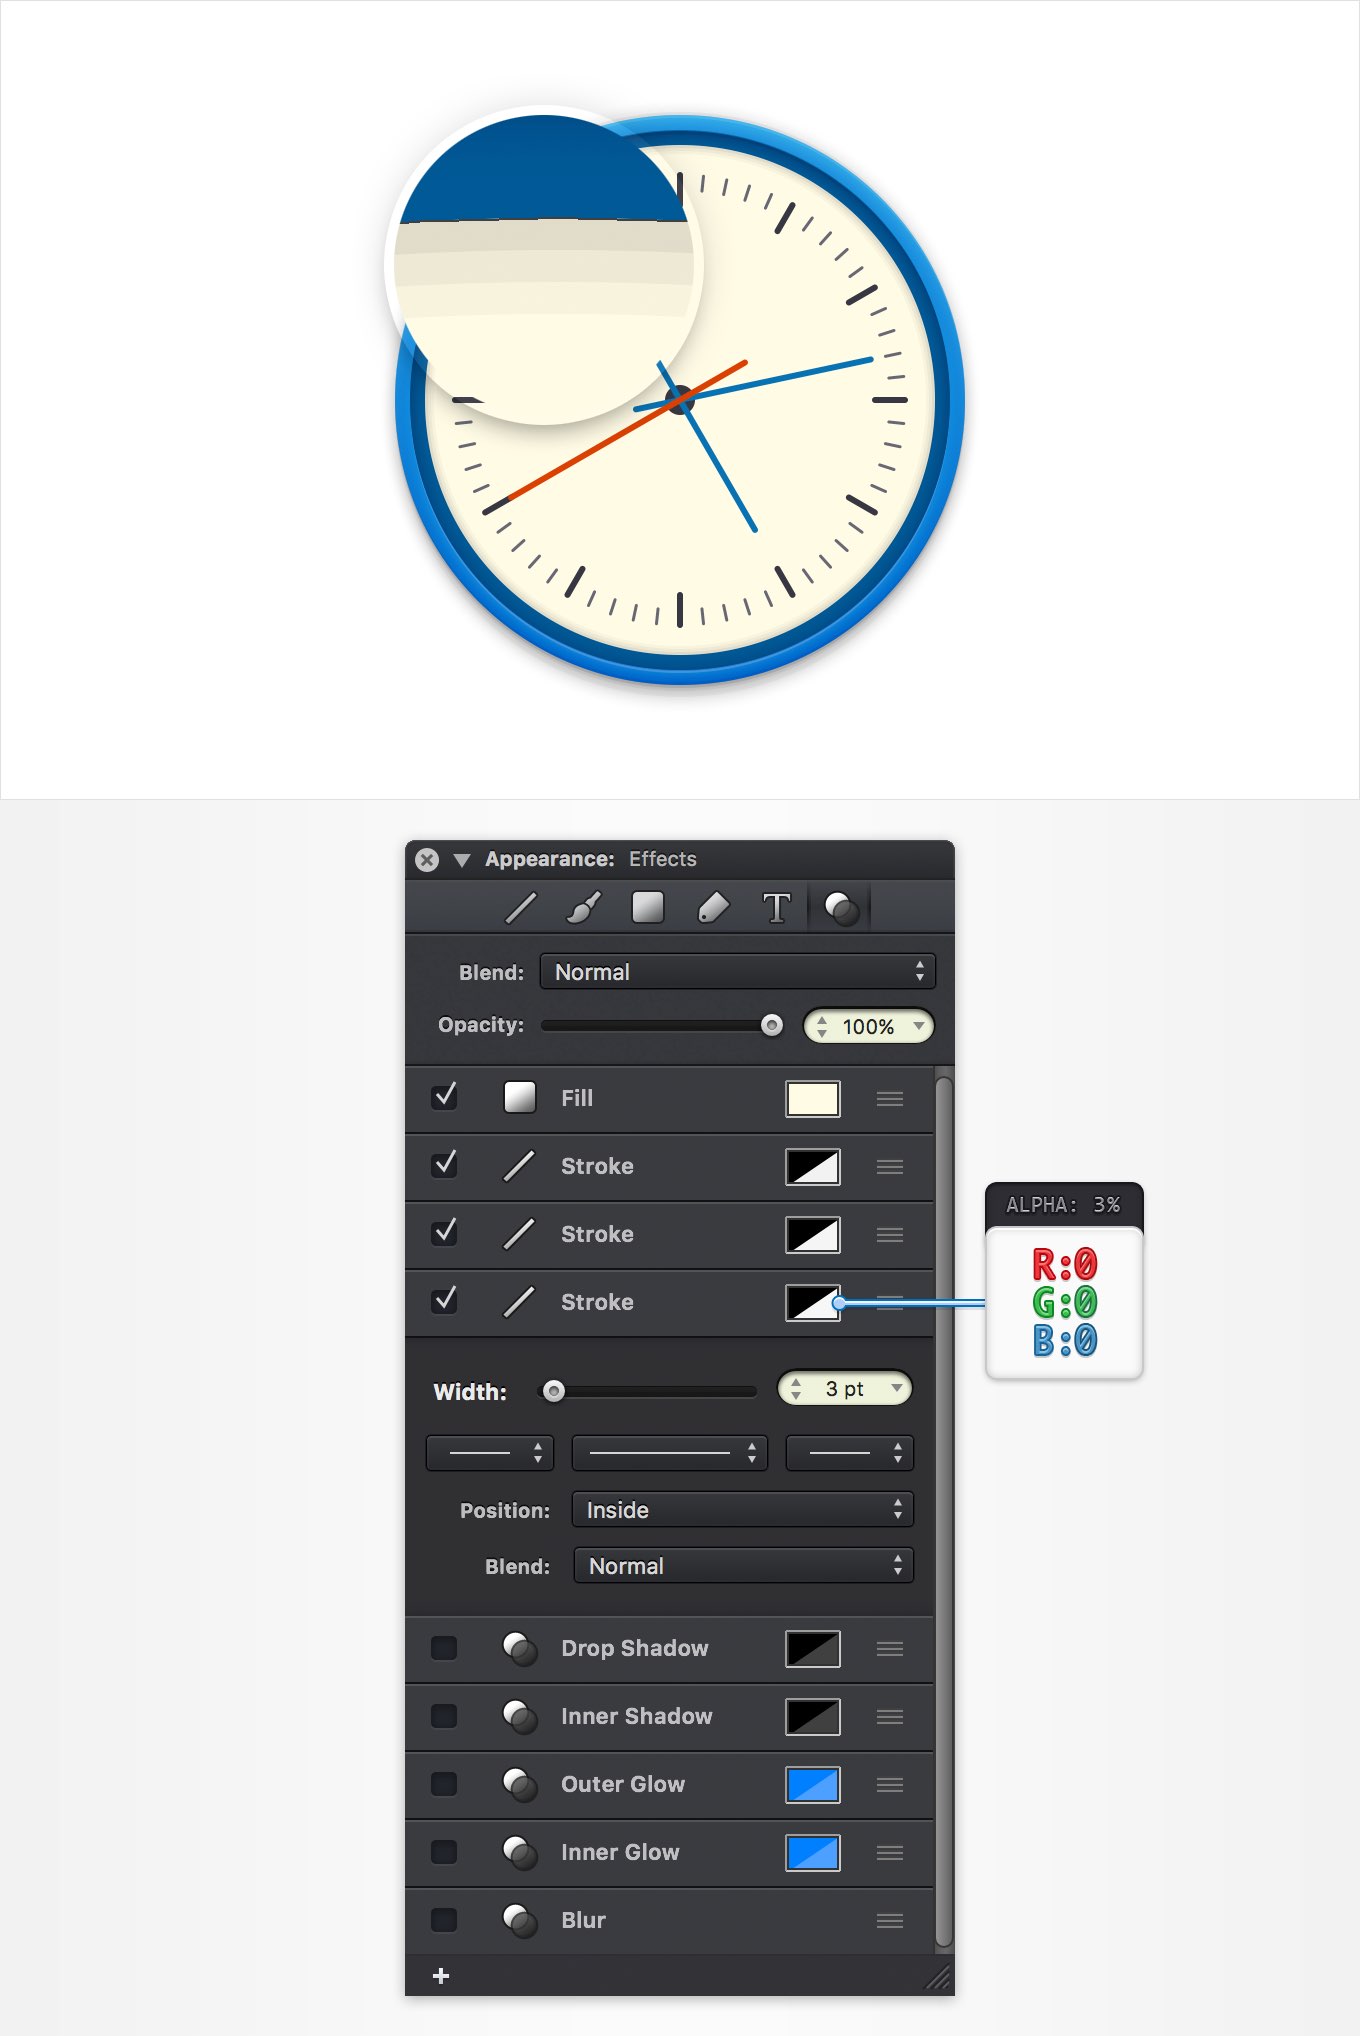 Appearance: Effects
T
Blend: Normal
Opacity: 100%
Fill
Stroke
Stroke
Stroke
ALPHA: 3%
R:0
G:0
B:0
Width: 3 pt
Position: Inside
Blend: Normal
Drop Shadow
Inner Shadow
Outer Glow
Inner Glow
Blur